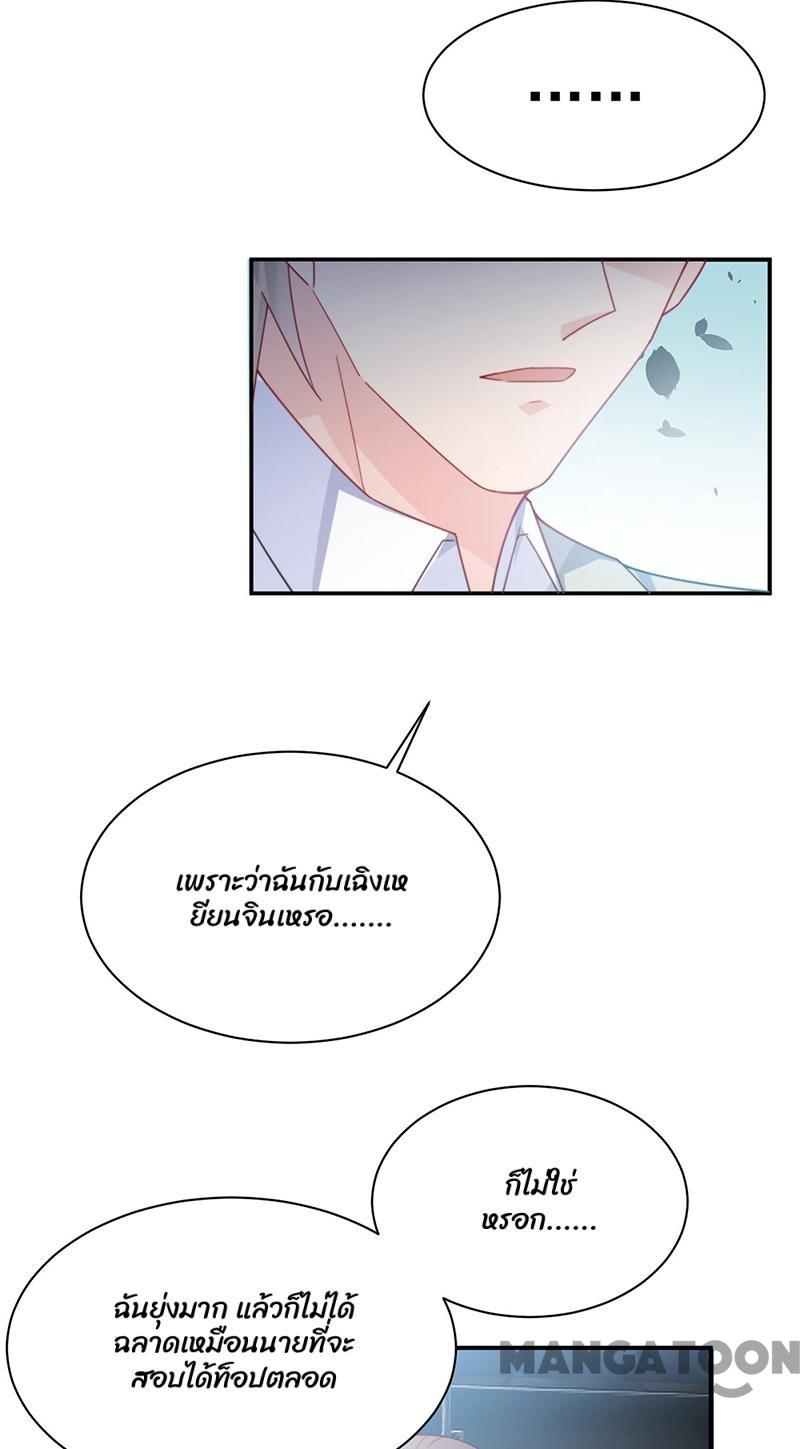 ......
เพราะว่าฉันกับเฉิงเห
ยียนจินเหรอ.......
ก็ไม่ใช่
หรอก......
ฉันยุ่งมาก แล้วก็ไม่ได้
ฉลาดเหมือนนายที่จะ
สอบได้ท็อปตลอด
MANGATOON